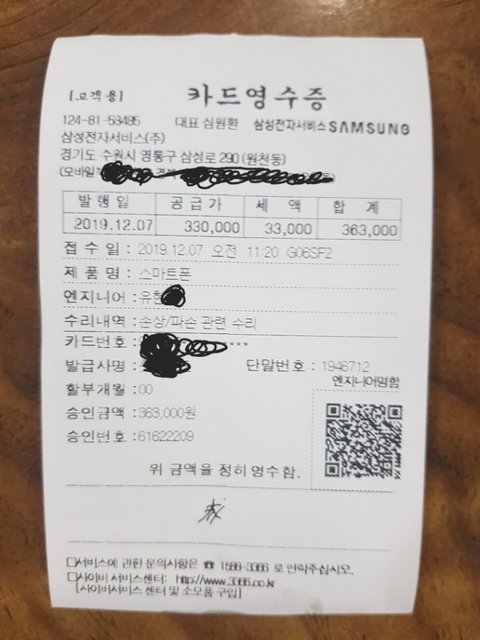 [고객용] 카드영수증
124-81-53485 대표 심원환 삼성전자서비스 SAMSUNG
삼성전자서비스(주)
경기도 수원시 영통구 삼성로 290 (원천동)
(모바일
발행일 공급가 세액 합계
2019.12.07 330,000 33,000 363,000
접수일 : 2019.12.07 오전 11:20 G06SF2
제품명 : 스마트폰
엔지니어 : 유한
수리내역 : 손상/파손 관련 수리
카드번호 : ****
발급사명 : 단말번호 : 1946712
엔지니어명함
할부개월 : 00
승인금액 : 363,000원
승인번호 : 61622209
위 금액을 정히 영수함.
□서비스에 관한 문의사항은 ☎ 1588-3366 로 연락주십시오.
□사이버 서비스센터: http://www.3366.co.kr
[사이버서비스 센터 및 소모품 구입]